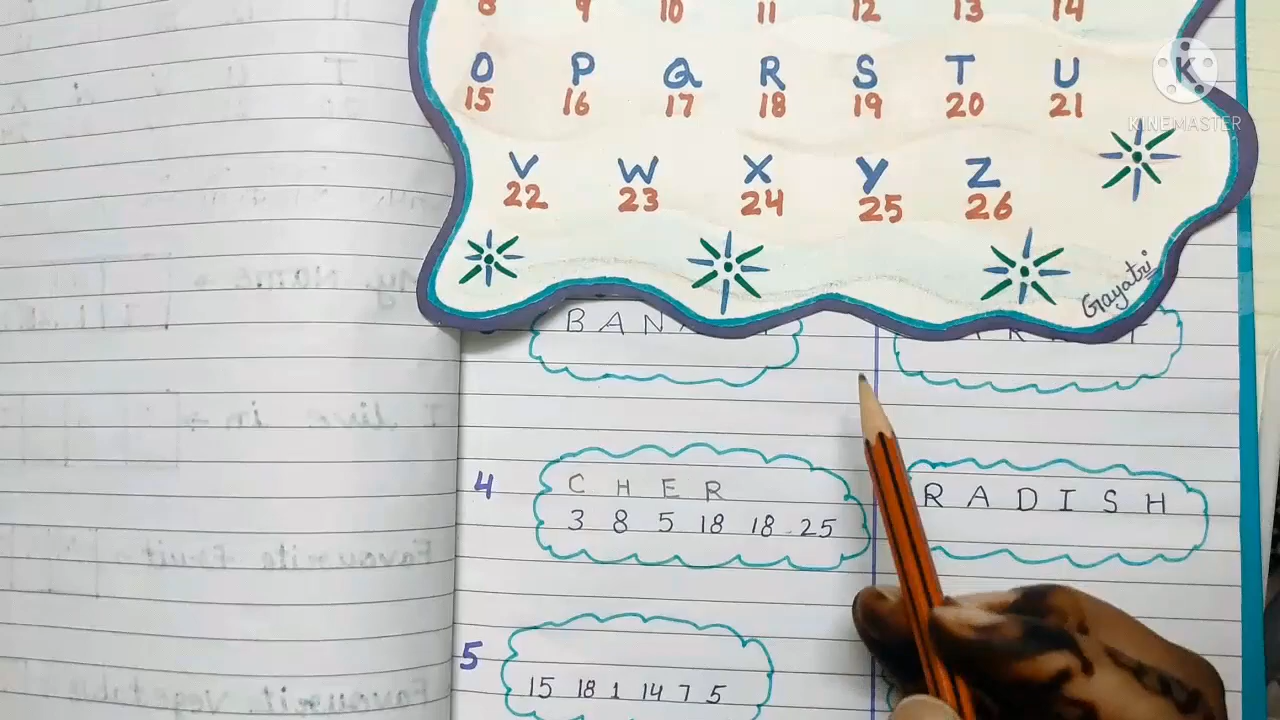 8 9 10 11 12 13 14
O P Q R S T U
15 16 17 18 19 20 21
V W X Y Z
22 23 24 25 26
Gayatri
K
KINEMASTER
B A N
4
C H E R
3 8 5 18 18 25
R A D I S H
5
15 18 1 14 7 5